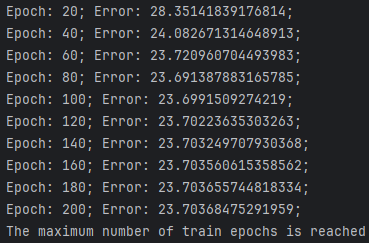 Epoch: 20; Error: 28.35141839176814;
Epoch: 40; Error: 24.082671314648913;
Epoch: 60; Error: 23.720960704493983;
Epoch: 80; Error: 23.691387883165785;
Epoch: 100; Error: 23.6991509274219;
Epoch: 120; Error: 23.70223635303263;
Epoch: 140; Error: 23.703249707930368;
Epoch: 160; Error: 23.703560615358562;
Epoch: 180; Error: 23.703655744818334;
Epoch: 200; Error: 23.70368475291959;
The maximum number of train epochs is reached